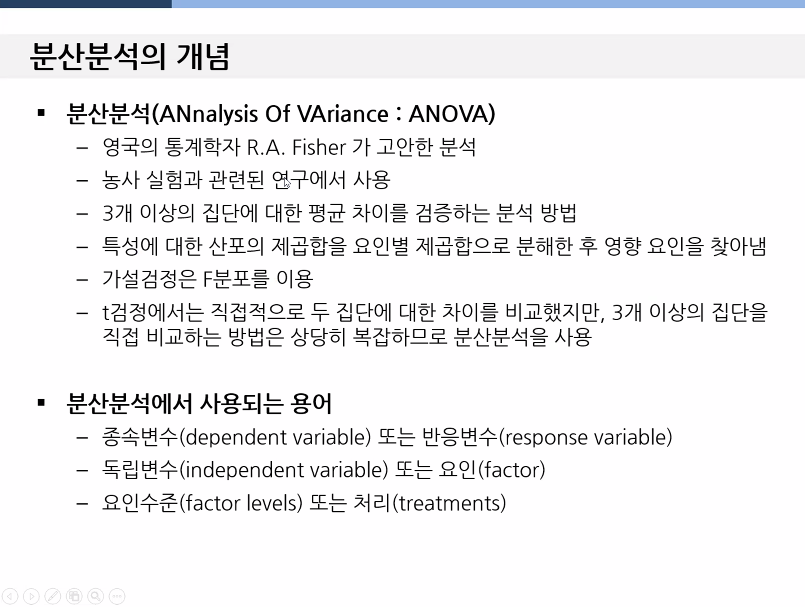 분산분석의 개념
▪ 분산분석(ANnalysis Of VAriance : ANOVA)
– 영국의 통계학자 R.A. Fisher 가 고안한 분석
– 농사 실험과 관련된 연구에서 사용
– 3개 이상의 집단에 대한 평균 차이를 검증하는 분석 방법
– 특성에 대한 산포의 제곱합을 요인별 제곱합으로 분해한 후 영향 요인을 찾아냄
– 가설검정은 F분포를 이용
– t검정에서는 직접적으로 두 집단에 대한 차이를 비교했지만, 3개 이상의 집단을
직접 비교하는 방법은 상당히 복잡하므로 분산분석을 사용
▪ 분산분석에서 사용되는 용어
– 종속변수(dependent variable) 또는 반응변수(response variable)
– 독립변수(independent variable) 또는 요인(factor)
– 요인수준(factor levels) 또는 처리(treatments)